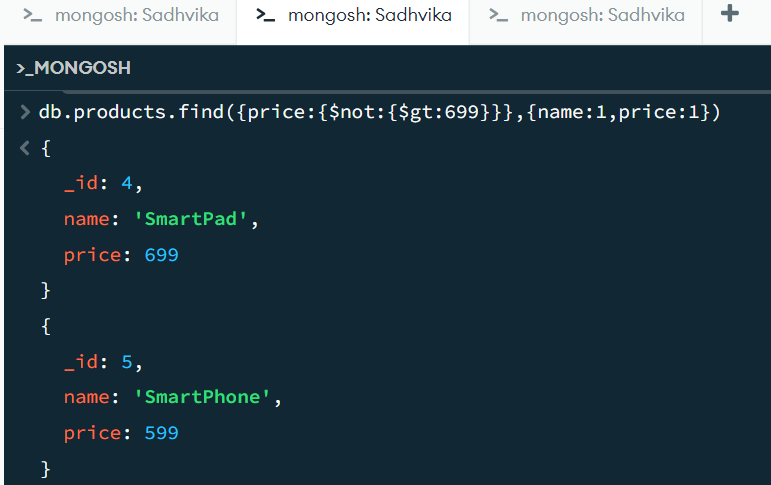 >_ mongosh: Sadhvika >_ mongosh: Sadhvika >_ mongosh: Sadhvika +
>_MONGOSH
> db.products.find({price:{$not:{$gt:699}}},{name:1,price:1})
< {
_id: 4,
name: 'SmartPad',
price: 699
}
{
_id: 5,
name: 'SmartPhone',
price: 599
}